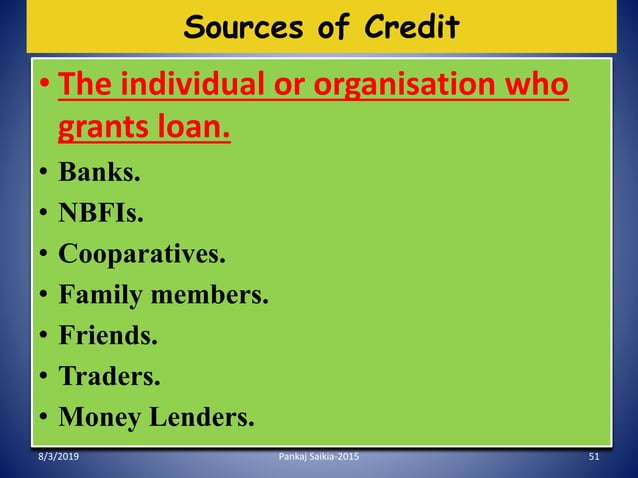 Sources of Credit
• The individual or organisation who
grants loan.
• Banks.
• NBFIs.
• Cooparatives.
• Family members.
• Friends.
• Traders.
• Money Lenders.
8/3/2019 Pankaj Saikia-2015 51